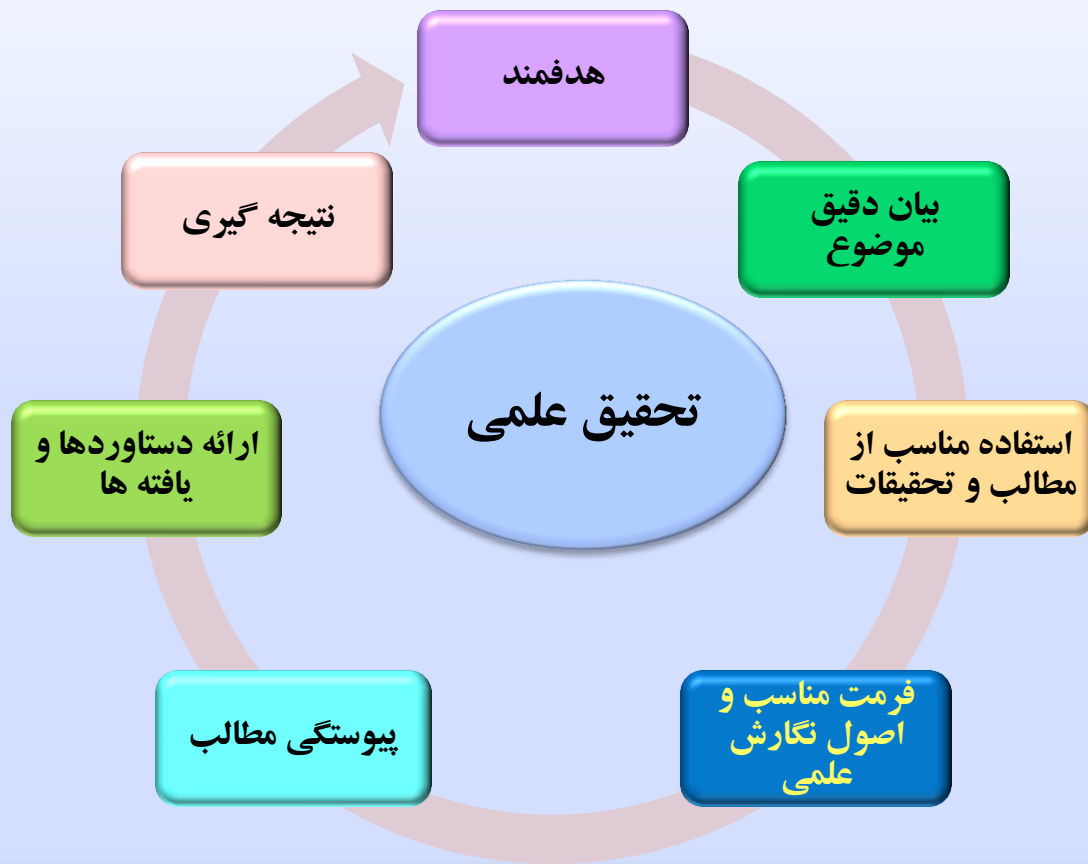 هدفمند
بیان دقیق
موضوع
استفاده مناسب از
مطالب و تحقیقات
فرمت مناسب و
اصول نگارش
علمی
پیوستگی مطالب
ارائه دستاوردها و
یافته ها
نتیجه گیری
تحقیق علمی